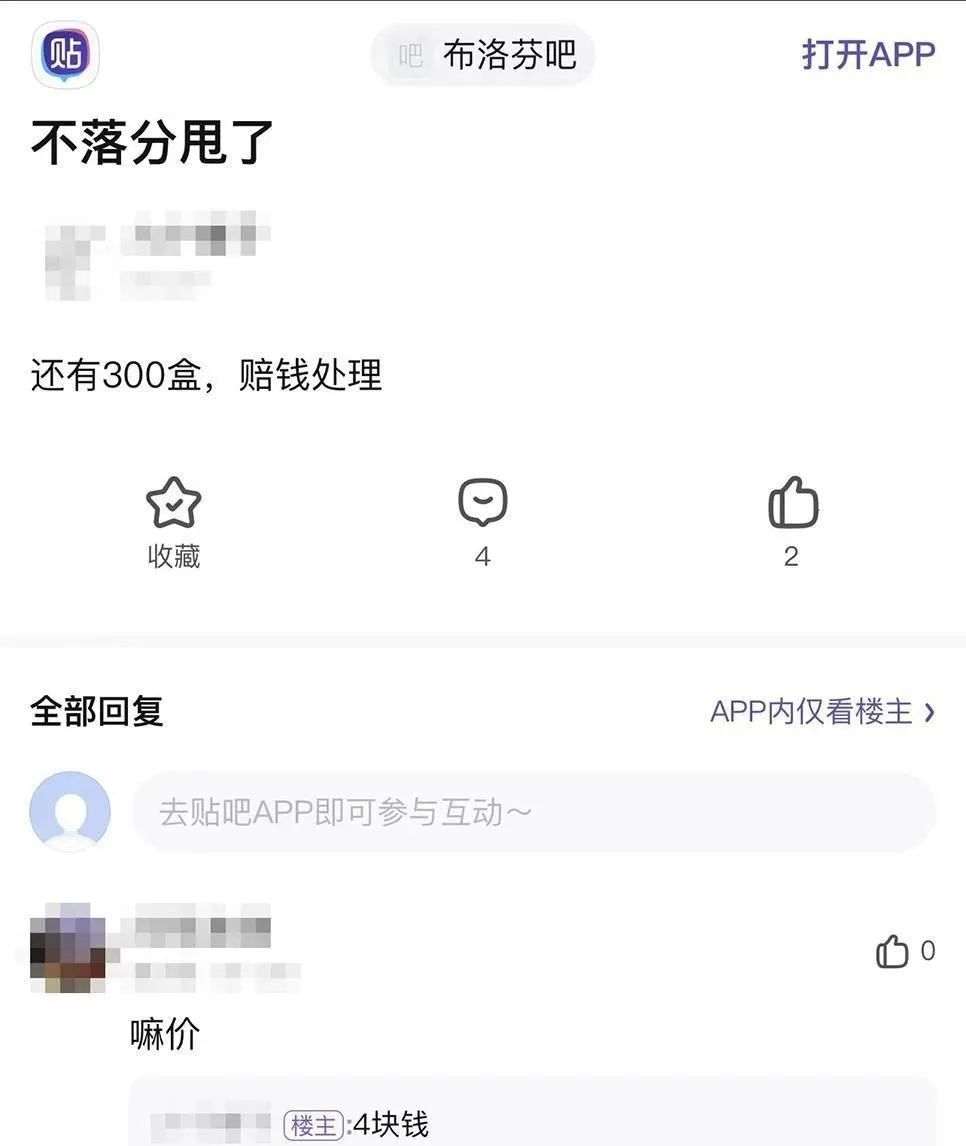 贴
吧 布洛芬吧
打开APP
不落分甩了
还有300盒，赔钱处理
收藏
4
2
全部回复
APP内仅看楼主 ›
去贴吧APP即可参与互动～
0
嘛价
楼主:4块钱